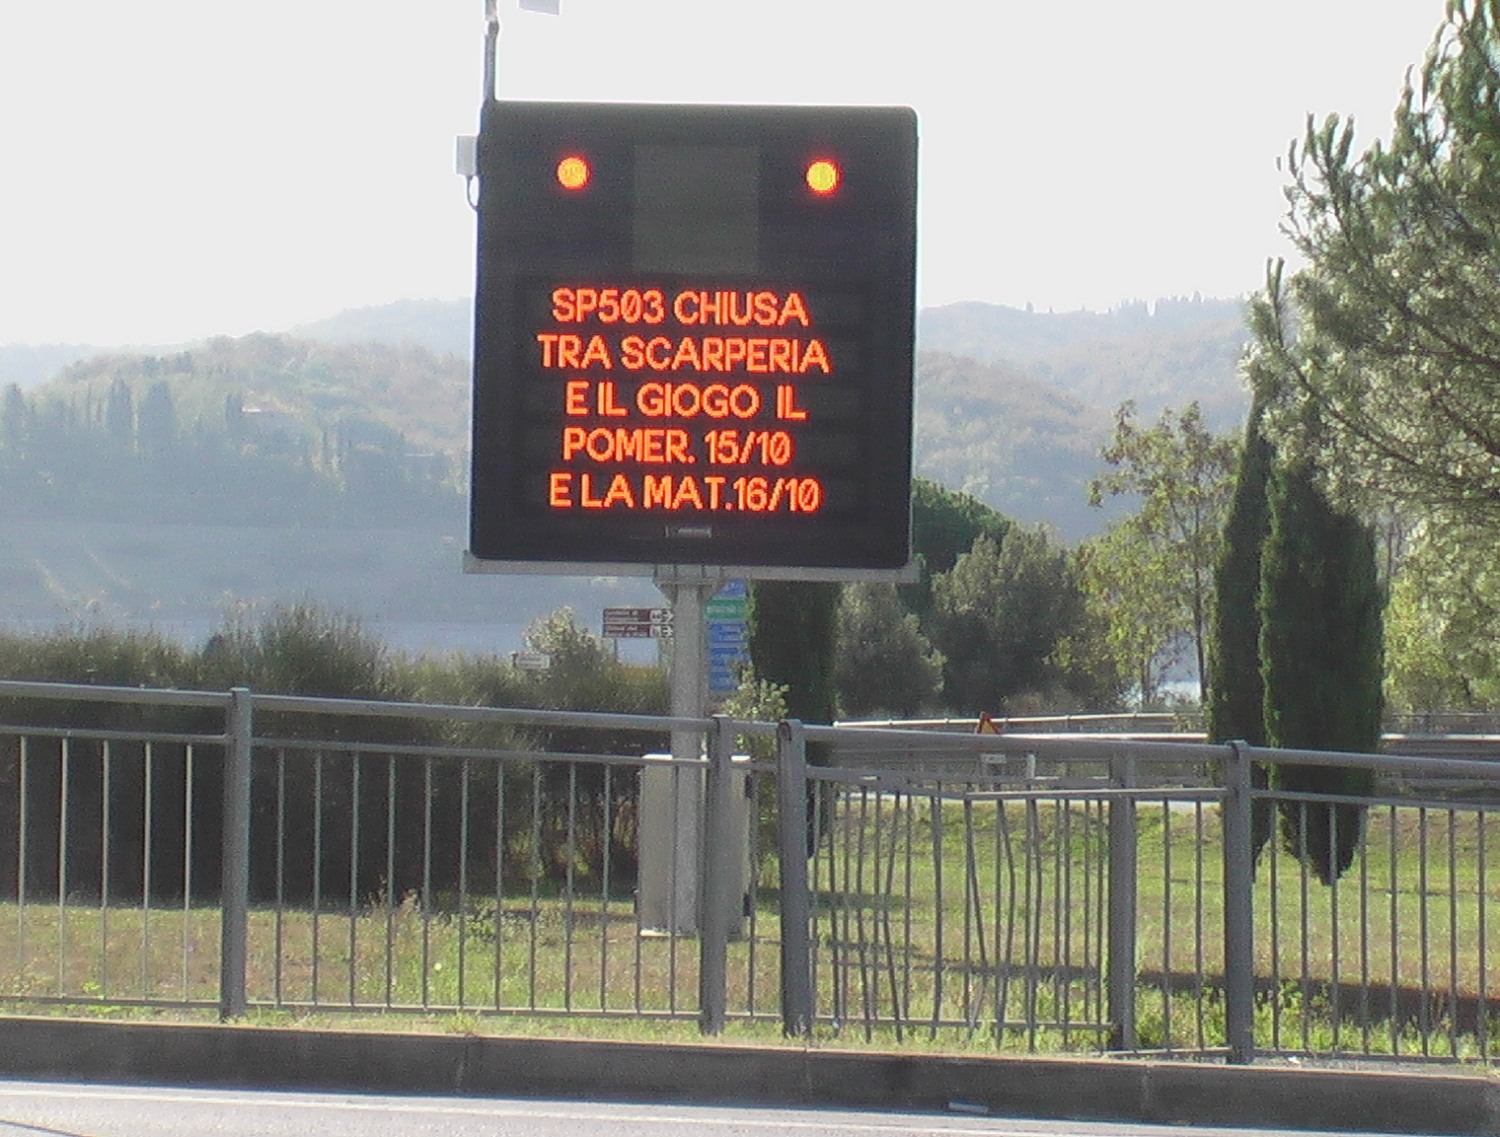 SP503 CHIUSA
TRA SCARPERIA
E IL GIOGO IL
POMER. 15/10
E LA MAT.16/10